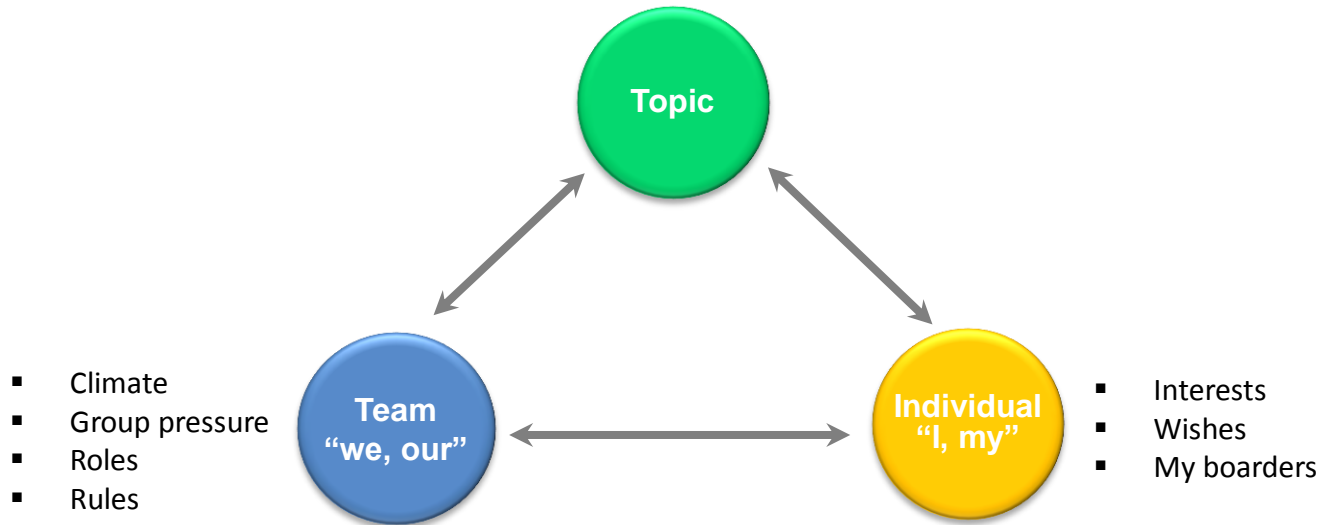 Topic
Team
“we, our”
▪ Climate
▪ Group pressure
▪ Roles
▪ Rules
Individual
“I, my”
▪ Interests
▪ Wishes
▪ My boarders